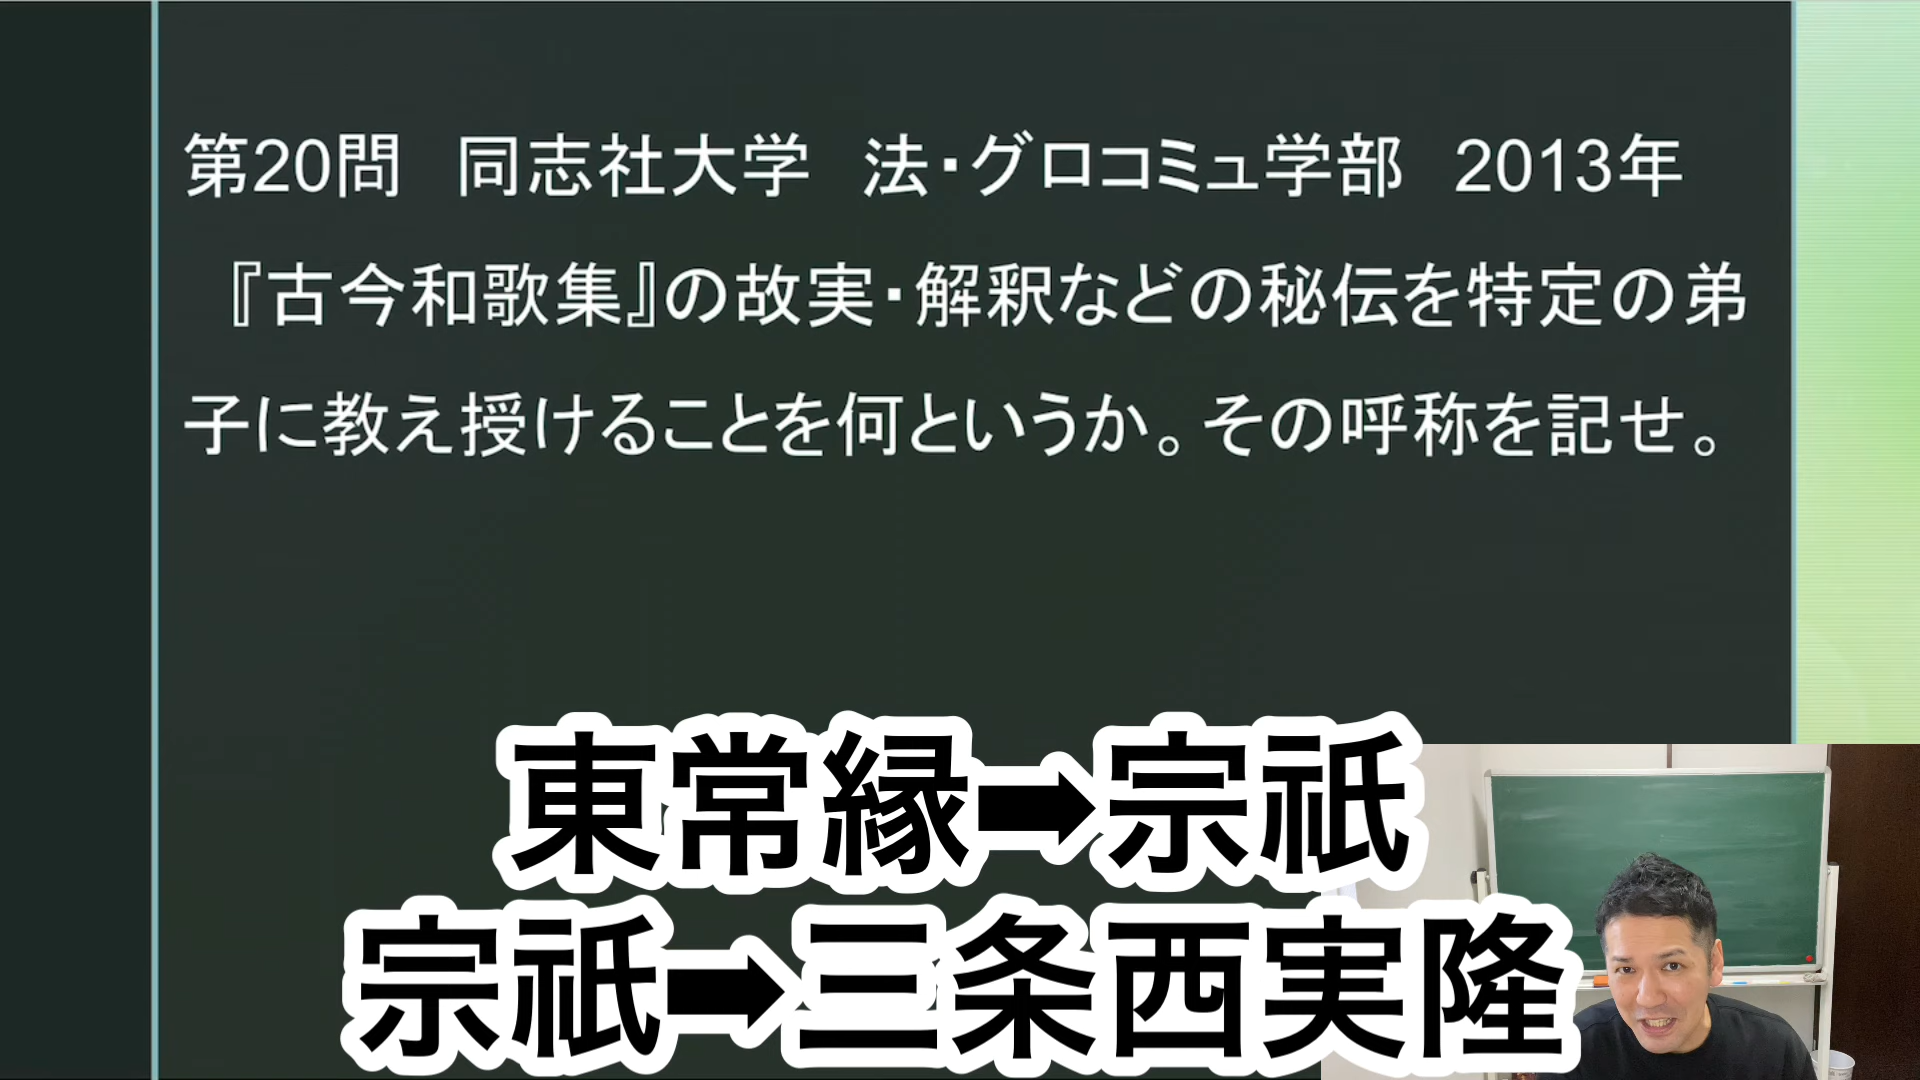 第20問　同志社大学　法・グロコミュ学部　2013年
『古今和歌集』の故実・解釈などの秘伝を特定の弟
子に教え授けることを何というか。その呼称を記せ。
東常縁➡宗祇
宗祇➡三条西実隆